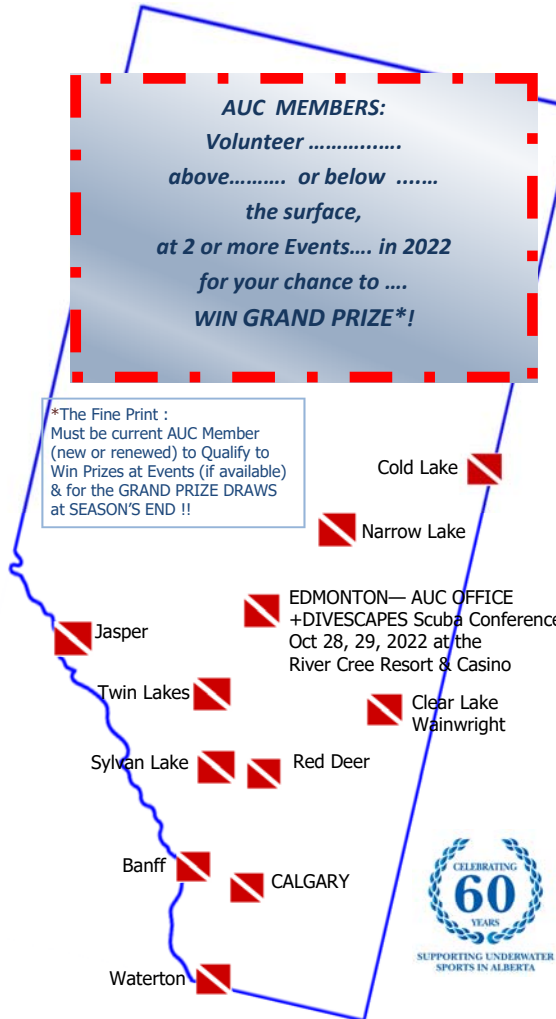 AUC MEMBERS:
Volunteer ………..…….
above………. or below .….…
the surface,
at 2 or more Events…. in 2022
for your chance to ….
WIN GRAND PRIZE*!
*The Fine Print :
Must be current AUC Member
(new or renewed) to Qualify to
Win Prizes at Events (if available)
& for the GRAND PRIZE DRAWS
at SEASON'S END !!
Cold Lake
Narrow Lake
EDMONTON— AUC OFFICE
+DIVESCAPES Scuba Conference
Oct 28, 29, 2022 at the
River Cree Resort & Casino
Jasper
Twin Lakes
Clear Lake
Wainwright
Sylvan Lake
Red Deer
Banff
CALGARY
CELEBRATING
60
YEARS
SUPPORTING UNDERWATER
SPORTS IN ALBERTA
Waterton